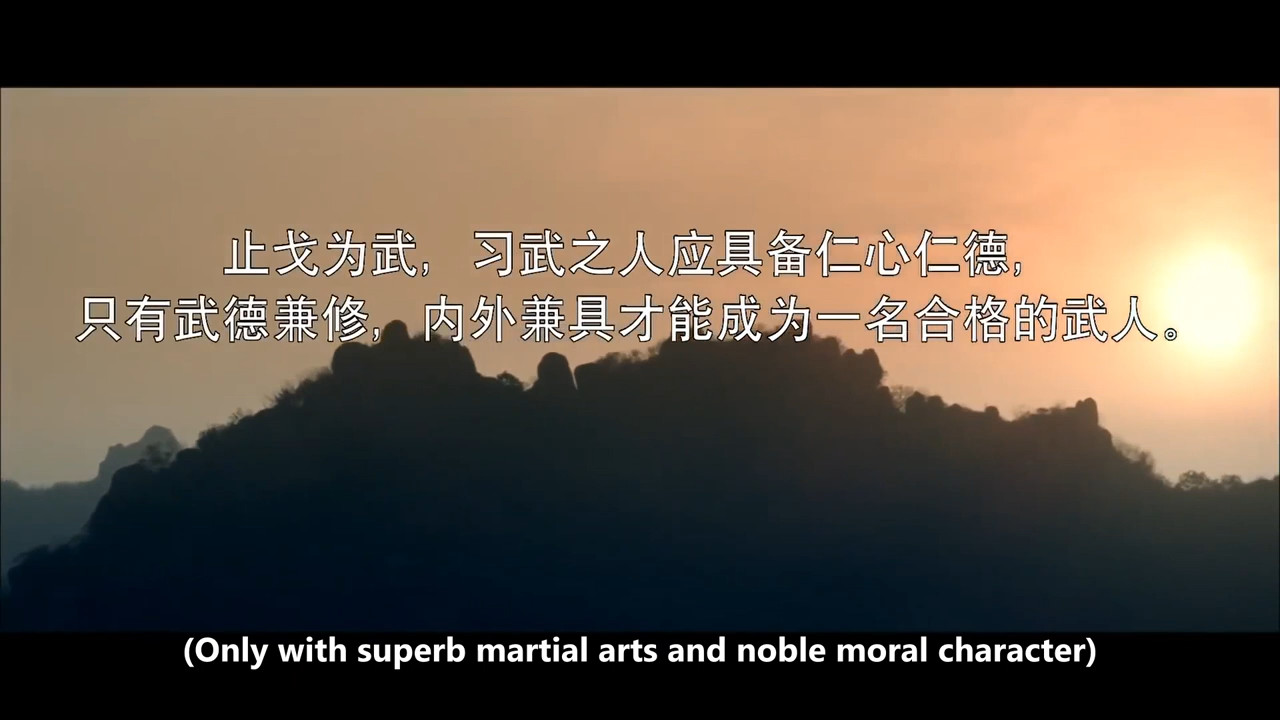 止戈为武，习武之人应具备仁心仁德，
只有武德兼修，内外兼具才能成为一名合格的武人。
(Only with superb martial arts and noble moral character)